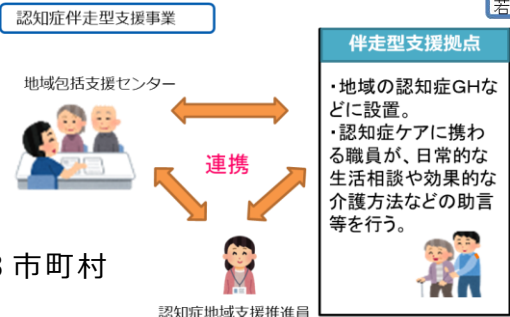 認知症伴走型支援事業
若
伴走型支援拠点
地域包括支援センター
・地域の認知症GHな
どに設置。
・認知症ケアに携わ
る職員が、日常的な
生活相談や効果的な
介護方法などの助言
等を行う。
連携
市町村
認知症地域支援推進員